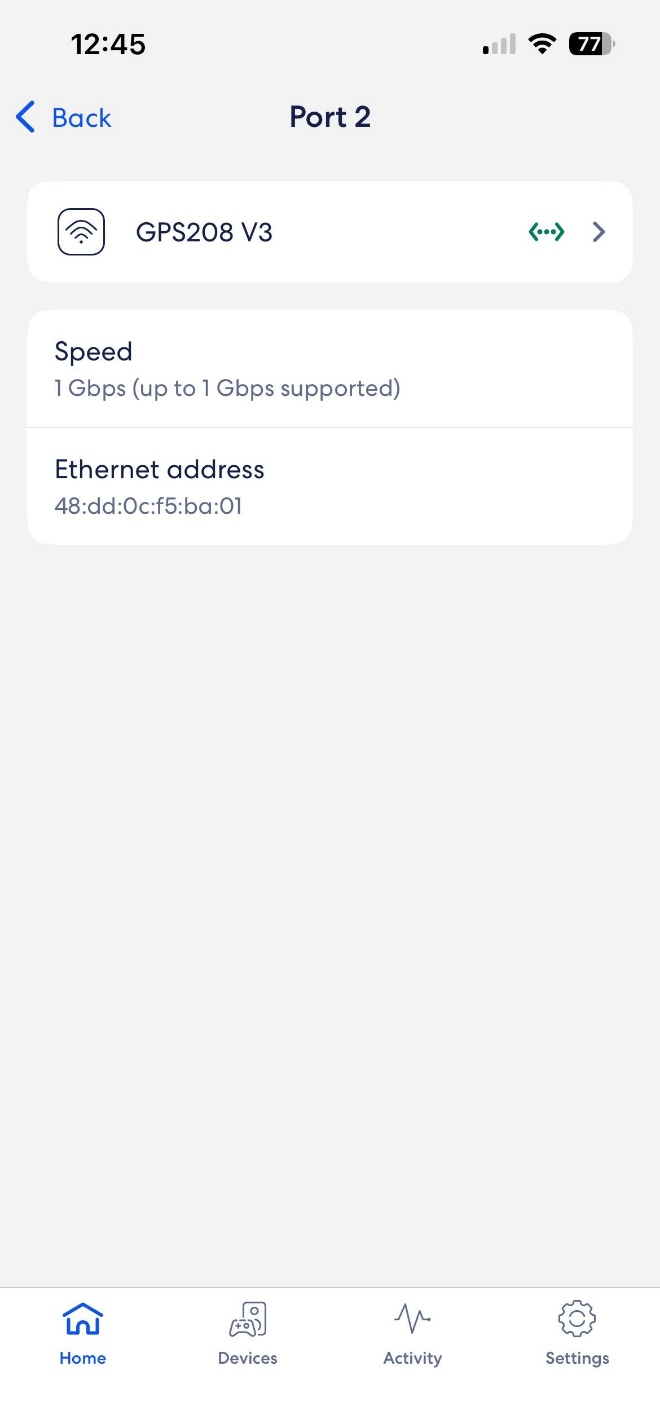 12:45
77
Back
Port 2
GPS208 V3
Speed
1 Gbps (up to 1 Gbps supported)
Ethernet address
48:dd:0c:f5:ba:01
Home
Devices
Activity
Settings